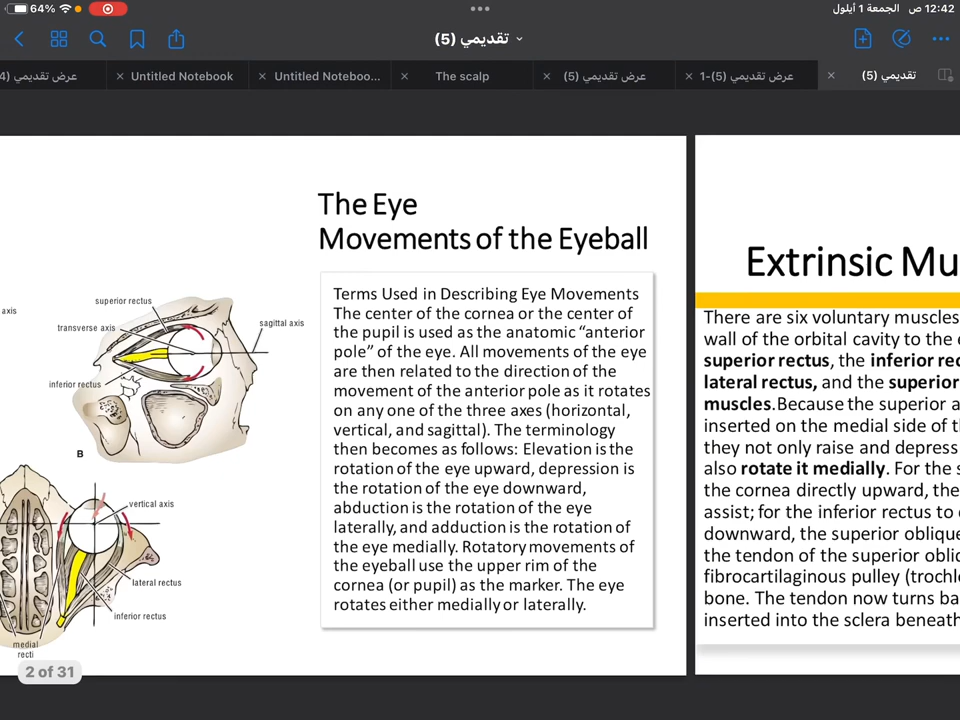 64%
12:42 ص الجمعة 1 أيلول
تقديمي (5)
عرض تقديمي (4
Untitled Notebook
Untitled Noteboo...
The scalp
عرض تقديمي (5)
عرض تقديمي (5)-1
تقديمي (5)
The Eye
Movements of the Eyeball
Terms Used in Describing Eye Movements
The center of the cornea or the center of
the pupil is used as the anatomic “anterior
pole” of the eye. All movements of the eye
are then related to the direction of the
movement of the anterior pole as it rotates
on any one of the three axes (horizontal,
vertical, and sagittal). The terminology
then becomes as follows: Elevation is the
rotation of the eye upward, depression is
the rotation of the eye downward,
abduction is the rotation of the eye
laterally, and adduction is the rotation of
the eye medially. Rotatory movements of
the eyeball use the upper rim of the
cornea (or pupil) as the marker. The eye
rotates either medially or laterally.
axis
superior rectus
transverse axis
sagittal axis
inferior rectus
B
vertical axis
lateral rectus
inferior rectus
medial
recti
2 of 31
Extrinsic Mu
There are six voluntary muscles
wall of the orbital cavity to the e
superior rectus, the inferior rec
lateral rectus, and the superior
muscles.Because the superior a
inserted on the medial side of th
they not only raise and depress
also rotate it medially. For the s
the cornea directly upward, the
assist; for the inferior rectus to
downward, the superior oblique
the tendon of the superior obliq
fibrocartilaginous pulley (trochl
bone. The tendon now turns ba
inserted into the sclera beneath